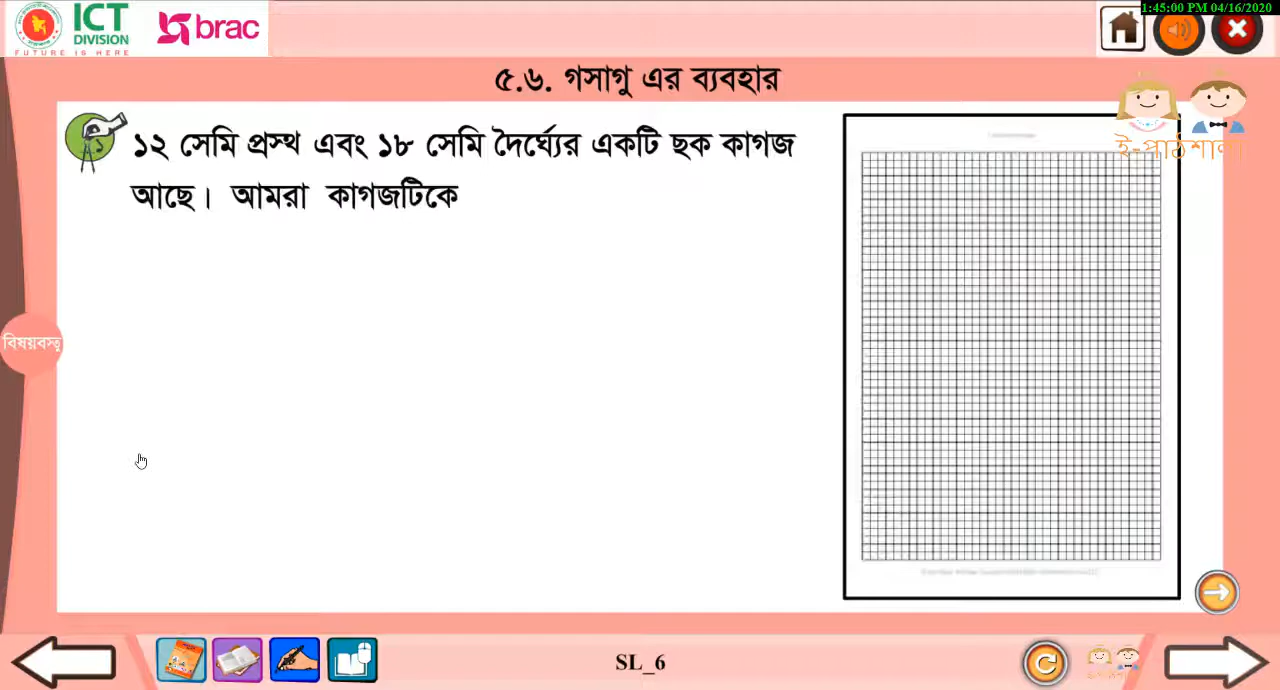 1:45:00 PM 04/16/2020
ICT
DIVISION
FUTURE IS HERE
brac
৫.৬. গসাগু এর ব্যবহার
১
১২ সেমি প্রস্থ এবং ১৮ সেমি দৈর্ঘ্যের একটি ছক কাগজ
আছে। আমরা কাগজটিকে
ই-পাঠশালা
বিষয়বস্তু
SL_6